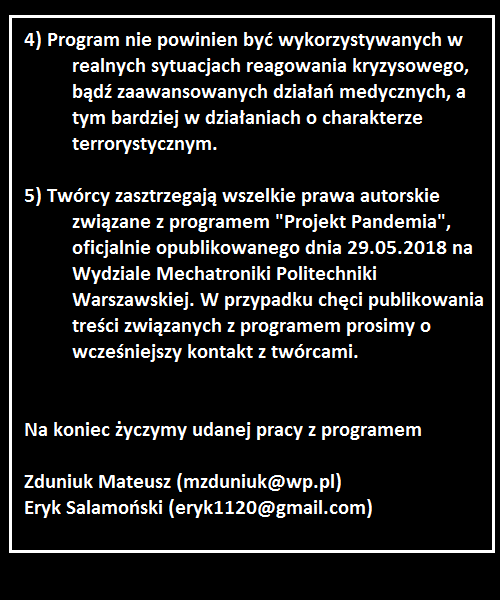 4) Program nie powinien być wykorzystywanych w
realnych sytuacjach reagowania kryzysowego,
bądź zaawansowanych działań medycznych, a
tym bardziej w działaniach o charakterze
terrorystycznym.
5) Twórcy zasztrzegają wszelkie prawa autorskie
związane z programem "Projekt Pandemia",
oficjalnie opublikowanego dnia 29.05.2018 na
Wydziale Mechatroniki Politechniki
Warszawskiej. W przypadku chęci publikowania
treści związanych z programem prosimy o
wcześniejszy kontakt z twórcami.
Na koniec życzymy udanej pracy z programem
Zduniuk Mateusz (mzduniuk@wp.pl)
Eryk Salamoński (eryk1120@gmail.com)